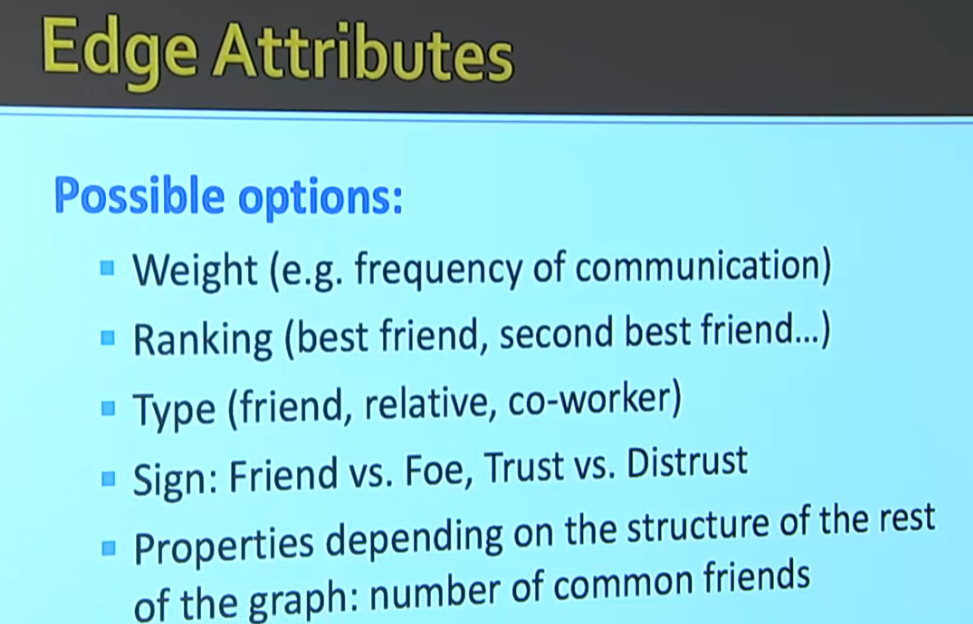 Edge Attributes
Possible options:
Weight (e.g. frequency of communication)
Ranking (best friend, second best friend...)
Type (friend, relative, co-worker)
Sign: Friend vs. Foe, Trust vs. Distrust
Properties depending on the structure of the rest
of the graph: number of common friends